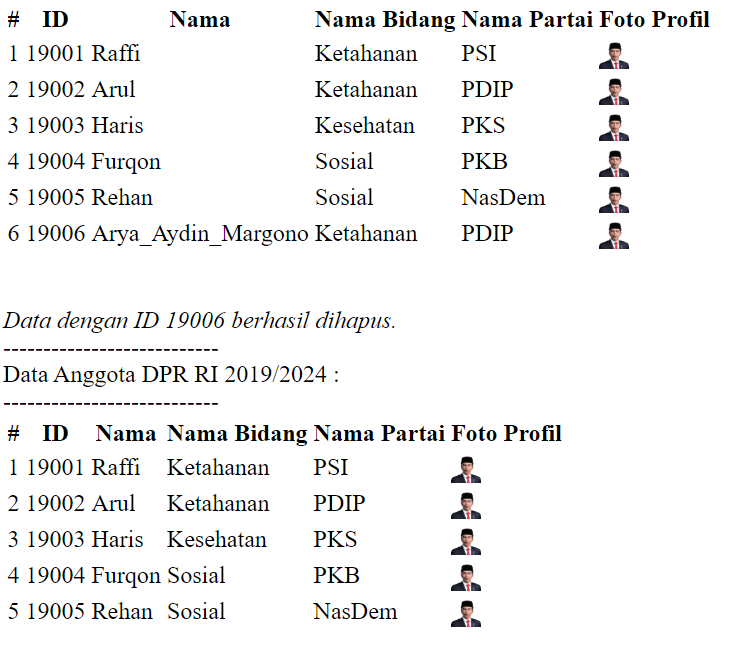 # ID Nama Nama Bidang Nama Partai Foto Profil
1 19001 Raffi Ketahanan PSI
2 19002 Arul Ketahanan PDIP
3 19003 Haris Kesehatan PKS
4 19004 Furqon Sosial PKB
5 19005 Rehan Sosial NasDem
6 19006 Arya_Aydin_Margono Ketahanan PDIP
Data dengan ID 19006 berhasil dihapus.
---------------------------
Data Anggota DPR RI 2019/2024 :
---------------------------
# ID Nama Nama Bidang Nama Partai Foto Profil
1 19001 Raffi Ketahanan PSI
2 19002 Arul Ketahanan PDIP
3 19003 Haris Kesehatan PKS
4 19004 Furqon Sosial PKB
5 19005 Rehan Sosial NasDem